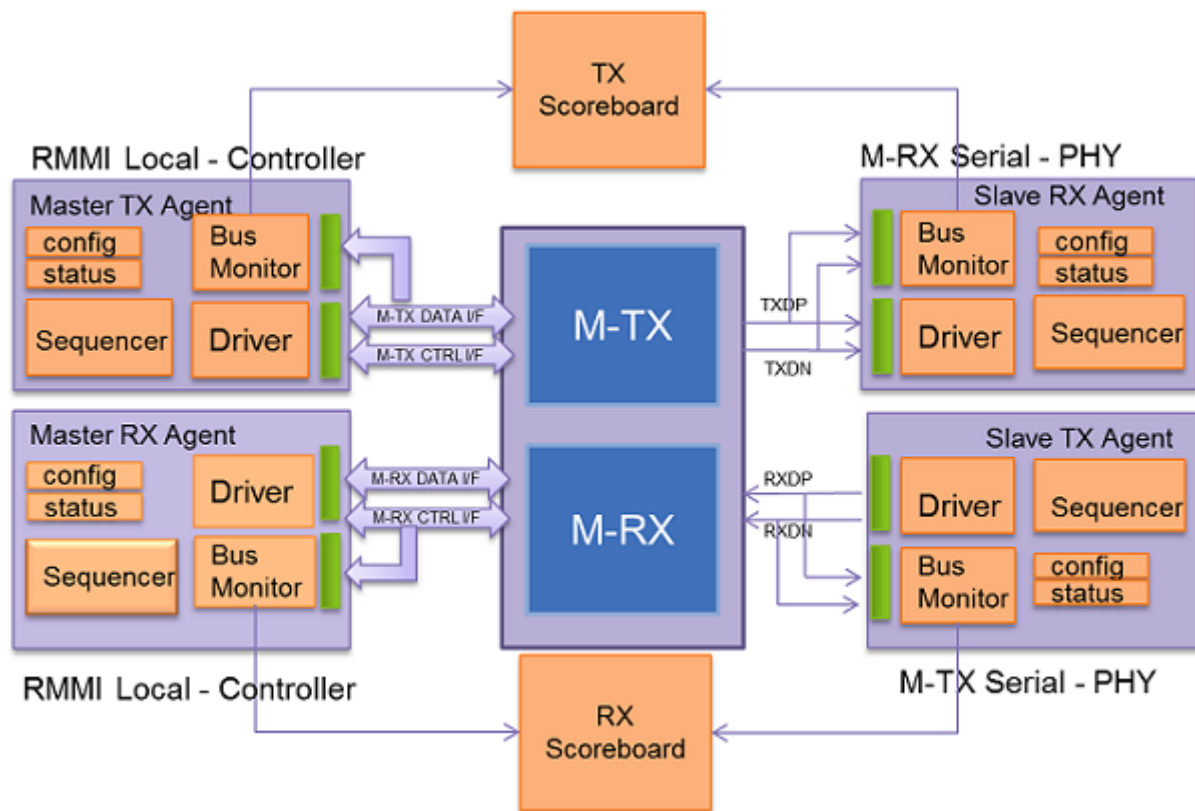 TX
Scoreboard
RMMI Local - Controller
M-RX Serial - PHY
Master TX Agent
config
status
Bus
Monitor
Sequencer
Driver
M-TX DATA I/F
M-TX CTRL I/F
M-TX
TXDP
TXDN
Slave RX Agent
Bus
Monitor
config
status
Driver
Sequencer
Master RX Agent
config
status
Driver
Sequencer
Bus
Monitor
M-RX DATA I/F
M-RX CTRL I/F
M-RX
RXDP
RXDN
Slave TX Agent
Driver
Sequencer
Bus
Monitor
config
status
RMMI Local - Controller
M-TX Serial - PHY
RX
Scoreboard